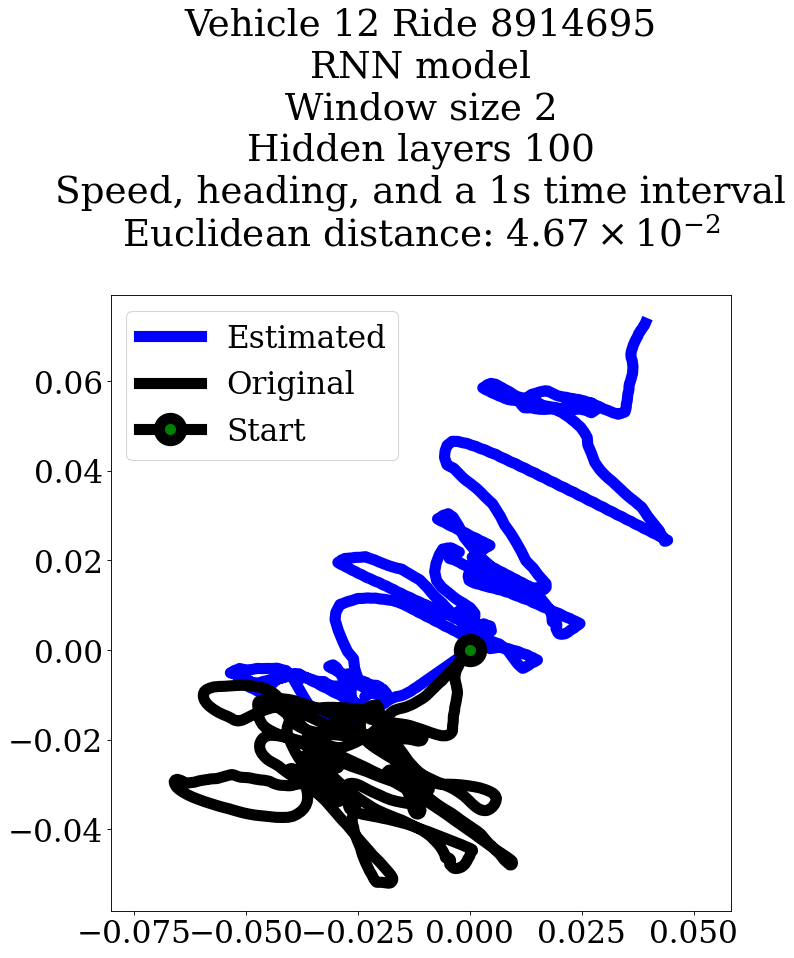 Vehicle 12 Ride 8914695
RNN model
Window size 2
Hidden layers 100
Speed, heading, and a 1s time interval
Euclidean distance: 4.67 × 10⁻²
Estimated
Original
Start
0.06
0.04
0.02
0.00
−0.02
−0.04
−0.075 −0.050 −0.025 0.000 0.025 0.050